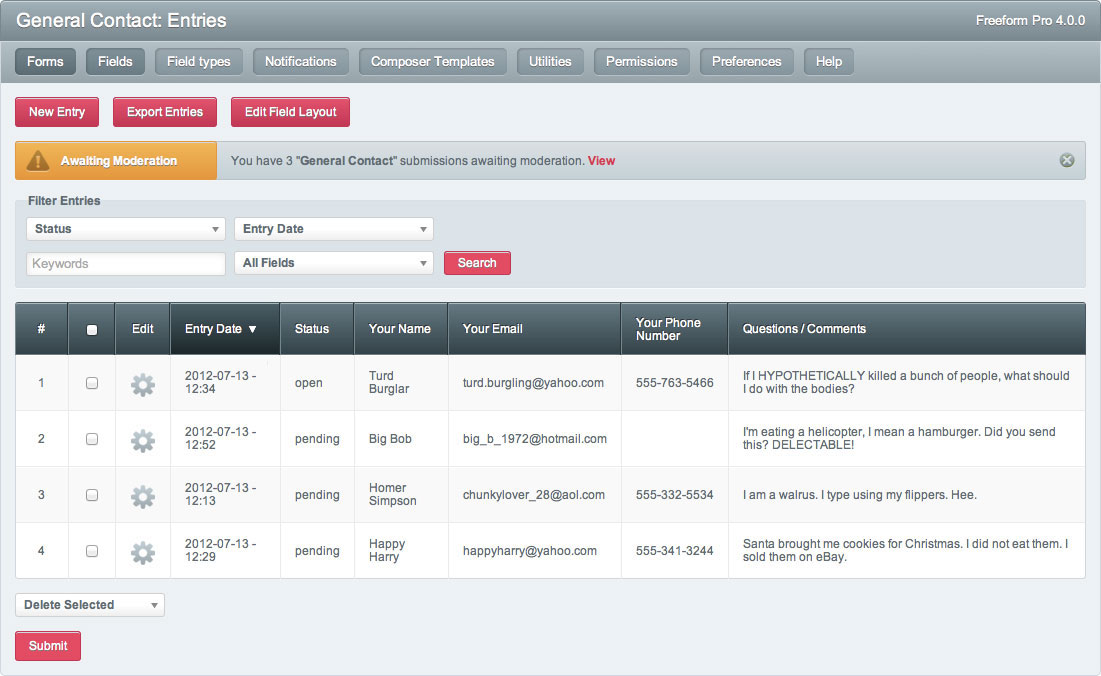 General Contact: Entries
Freeform Pro 4.0.0
Forms Fields Field types Notifications Composer Templates Utilities Permissions Preferences Help
New Entry Export Entries Edit Field Layout
Awaiting Moderation You have 3 "General Contact" submissions awaiting moderation. View
Filter Entries
Status Entry Date
Keywords All Fields Search
# Edit Entry Date ▼ Status Your Name Your Email Your Phone Number Questions / Comments
1 2012-07-13 - 12:34 open Turd Burglar turd.burgling@yahoo.com 555-763-5466 If I HYPOTHETICALLY killed a bunch of people, what should I do with the bodies?
2 2012-07-13 - 12:52 pending Big Bob big_b_1972@hotmail.com I'm eating a helicopter, I mean a hamburger. Did you send this? DELECTABLE!
3 2012-07-13 - 12:13 pending Homer Simpson chunkylover_28@aol.com 555-332-5534 I am a walrus. I type using my flippers. Hee.
4 2012-07-13 - 12:29 pending Happy Harry happyharry@yahoo.com 555-341-3244 Santa brought me cookies for Christmas. I did not eat them. I sold them on eBay.
Delete Selected
Submit